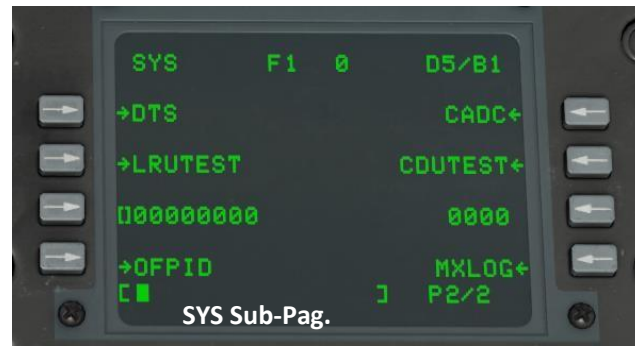 SYS F1 0 D5/B1
→DTS CADC←
→LRUTEST CDUTEST←
[]00000000 0000
→OFPID MXLOG←
[ ] P2/2
SYS Sub-Pag.